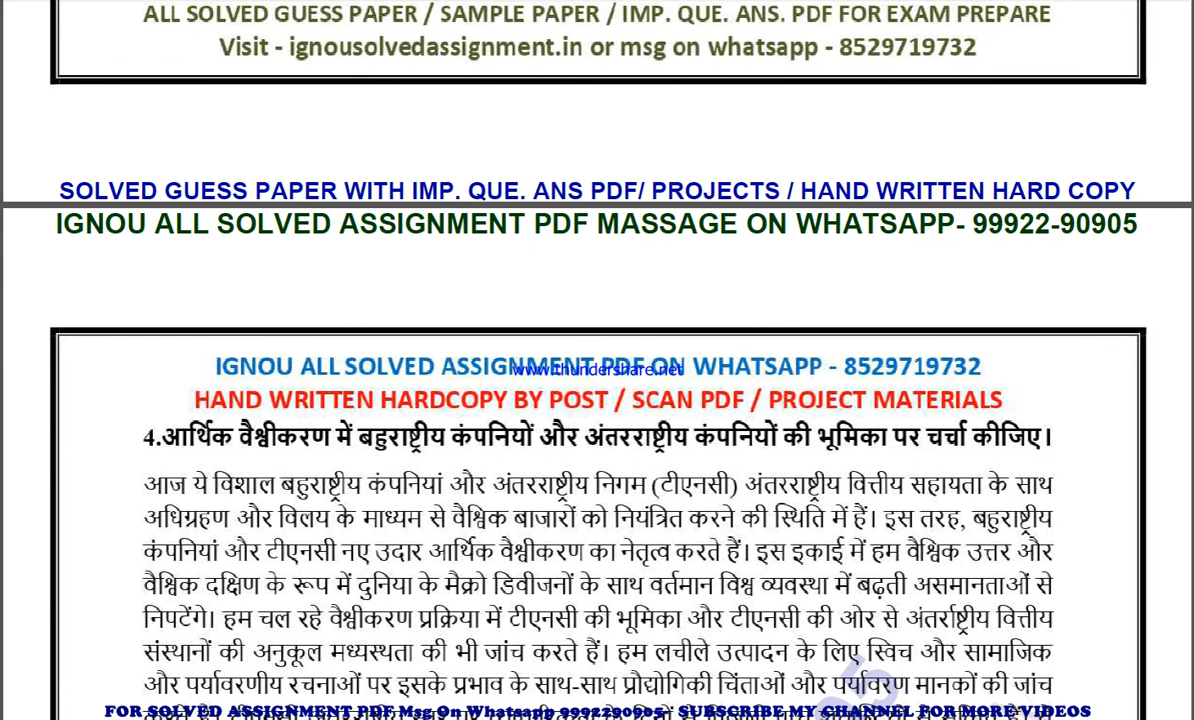 ALL SOLVED GUESS PAPER / SAMPLE PAPER / IMP. QUE. ANS. PDF FOR EXAM PREPARE
Visit - ignousolvedassignment.in or msg on whatsapp - 8529719732
SOLVED GUESS PAPER WITH IMP. QUE. ANS PDF/ PROJECTS / HAND WRITTEN HARD COPY
IGNOU ALL SOLVED ASSIGNMENT PDF MASSAGE ON WHATSAPP- 99922-90905
IGNOU ALL SOLVED ASSIGNMENT PDF ON WHATSAPP - 8529719732
www.thundershare.net
HAND WRITTEN HARDCOPY BY POST / SCAN PDF / PROJECT MATERIALS
4.आर्थिक वैश्वीकरण में बहुराष्ट्रीय कंपनियों और अंतरराष्ट्रीय कंपनियों की भूमिका पर चर्चा कीजिए।
आज ये विशाल बहुराष्ट्रीय कंपनियां और अंतरराष्ट्रीय निगम (टीएनसी) अंतरराष्ट्रीय वित्तीय सहायता के साथ
अधिग्रहण और विलय के माध्यम से वैश्विक बाजारों को नियंत्रित करने की स्थिति में हैं। इस तरह, बहुराष्ट्रीय
कंपनियां और टीएनसी नए उदार आर्थिक वैश्वीकरण का नेतृत्व करते हैं। इस इकाई में हम वैश्विक उत्तर और
वैश्विक दक्षिण के रूप में दुनिया के मैक्रो डिवीजनों के साथ वर्तमान विश्व व्यवस्था में बढ़ती असमानताओं से
निपटेंगे। हम चल रहे वैश्वीकरण प्रक्रिया में टीएनसी की भूमिका और टीएनसी की ओर से अंतर्राष्ट्रीय वित्तीय
संस्थानों की अनुकूल मध्यस्थता की भी जांच करते हैं। हम लचीले उत्पादन के लिए स्विच और सामाजिक
और पर्यावरणीय रचनाओं पर इसके प्रभाव के साथ-साथ प्रौद्योगिकी चिंताओं और पर्यावरण मानकों की जांच
FOR SOLVED ASSIGNMENT PDF Msg On Whatsapp 9992290905- SUBSCRIBE MY CHANNEL FOR MORE VIDEOS